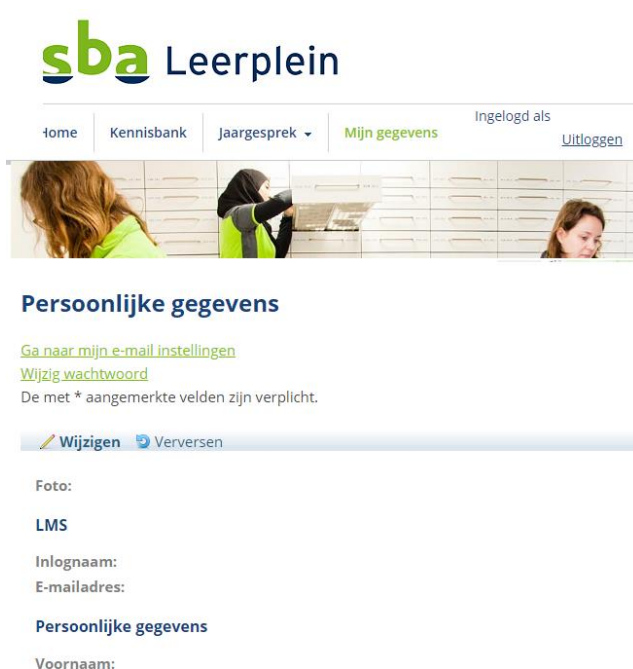 sba Leerplein
Home Kennisbank Jaargesprek Mijn gegevens
Ingelogd als
Uitloggen
Persoonlijke gegevens
Ga naar mijn e-mail instellingen
Wijzig wachtwoord
De met * aangemerkte velden zijn verplicht.
Wijzigen Verversen
Foto:
LMS
Inlognaam:
E-mailadres:
Persoonlijke gegevens
Voornaam: